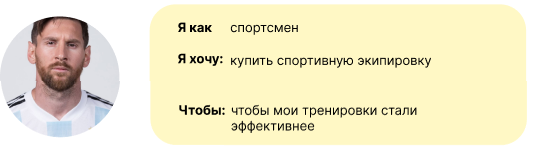 Я как спортсмен
Я хочу: купить спортивную экипировку
Чтобы: чтобы мои тренировки стали
эффективнее